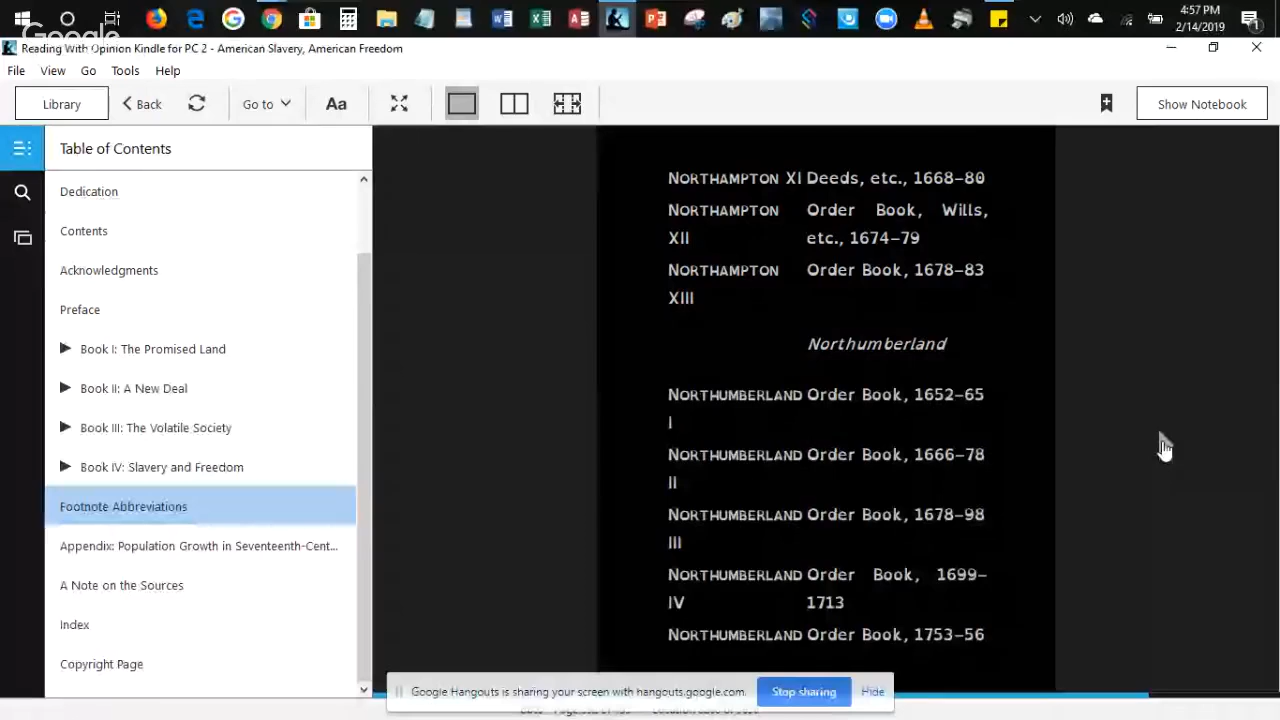 Google
4:57 PM
2/14/2019
1
Reading With Opinion Kindle for PC 2 - American Slavery, American Freedom
File View Go Tools Help
Library Back Go to Aa Show Notebook
Table of Contents
Dedication
Contents
Acknowledgments
Preface
Book I: The Promised Land
Book II: A New Deal
Book III: The Volatile Society
Book IV: Slavery and Freedom
Footnote Abbreviations
Appendix: Population Growth in Seventeenth-Cent...
A Note on the Sources
Index
Copyright Page
NORTHAMPTON XI Deeds, etc., 1668–80
NORTHAMPTON Order Book, Wills,
XII etc., 1674–79
NORTHAMPTON Order Book, 1678–83
XIII
Northumberland
NORTHUMBERLAND Order Book, 1652–65
I
NORTHUMBERLAND Order Book, 1666–78
II
NORTHUMBERLAND Order Book, 1678–98
III
NORTHUMBERLAND Order Book, 1699–
IV 1713
NORTHUMBERLAND Order Book, 1753–56
Google Hangouts is sharing your screen with hangouts.google.com. Stop sharing Hide